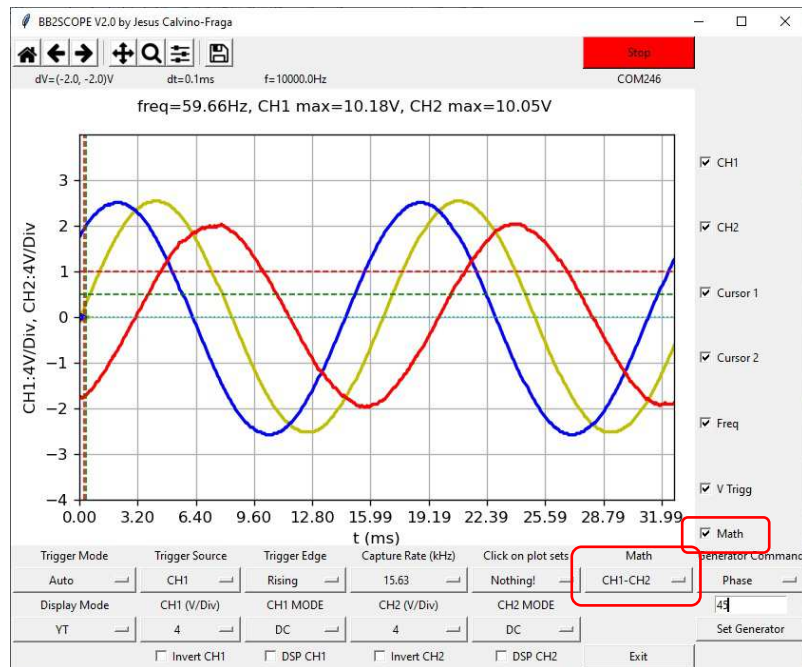 BB2SCOPE V2.0 by Jesus Calvino-Fraga
Stop
dV=(-2.0, -2.0)V dt=0.1ms f=10000.0Hz COM246
freq=59.66Hz, CH1 max=10.18V, CH2 max=10.05V
CH1:4V/Div, CH2:4V/Div
3
2
1
0
−1
−2
−3
−4
0.00 3.20 6.40 9.60 12.80 15.99 19.19 22.39 25.59 28.79 31.99
t (ms)
CH1
CH2
Cursor 1
Cursor 2
Freq
V Trigg
Math
Trigger Mode Trigger Source Trigger Edge Capture Rate (kHz) Click on plot sets Math Generator Command
Auto CH1 Rising 15.63 Nothing! CH1-CH2 Phase
Display Mode CH1 (V/Div) CH1 MODE CH2 (V/Div) CH2 MODE 45
YT 4 DC 4 DC Set Generator
Invert CH1 DSP CH1 Invert CH2 DSP CH2 Exit